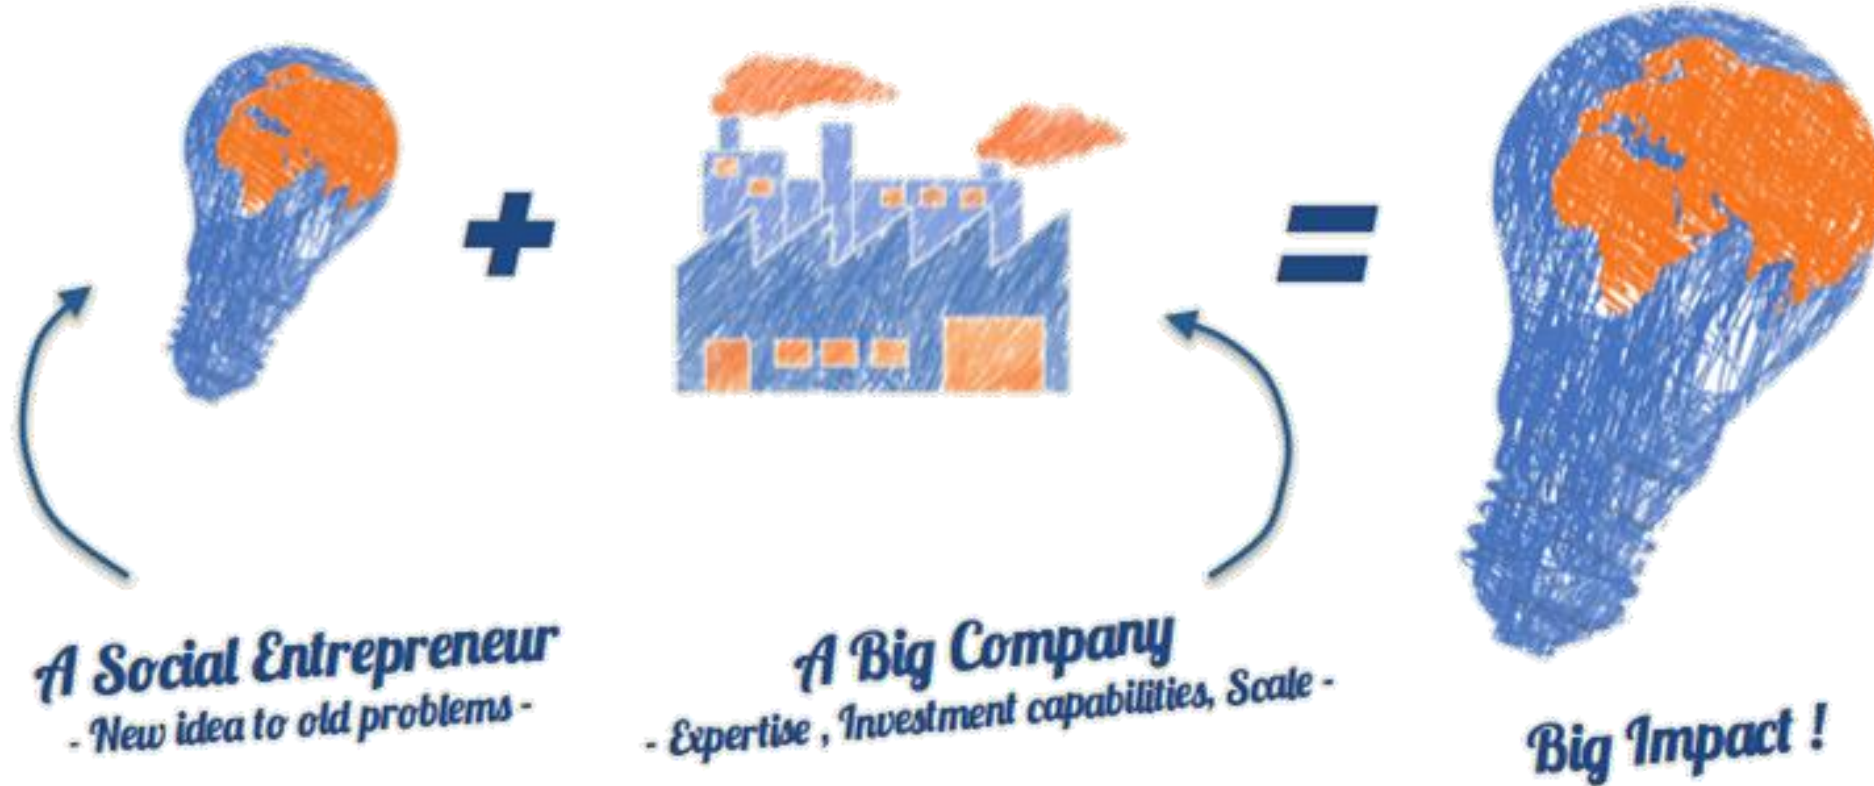 +
=
A Social Entrepreneur
- New idea to old problems -
A Big Company
- Expertise , Investment capabilities, Scale -
Big Impact !